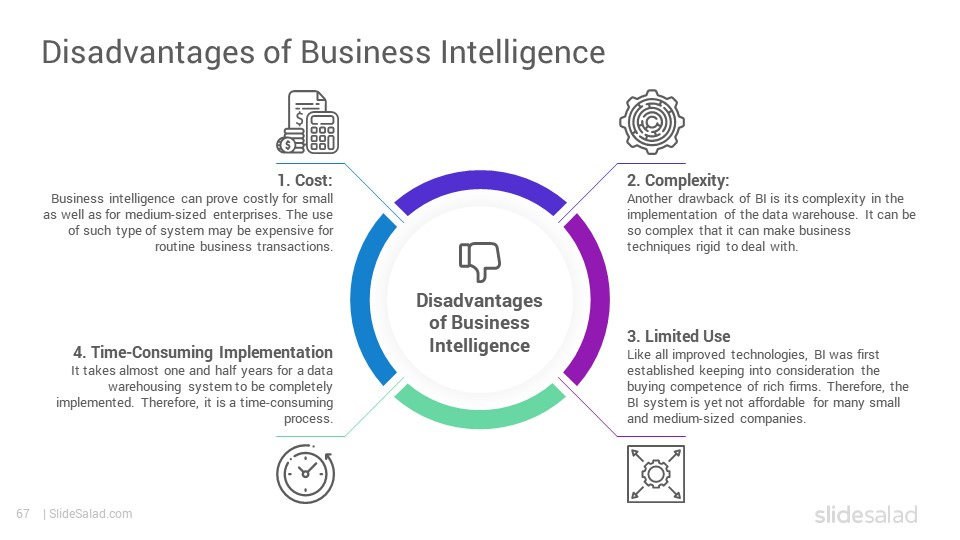 Disadvantages of Business Intelligence
1. Cost:
Business intelligence can prove costly for small
as well as for medium-sized enterprises. The use
of such type of system may be expensive for
routine business transactions.
2. Complexity:
Another drawback of BI is its complexity in the
implementation of the data warehouse. It can be
so complex that it can make business
techniques rigid to deal with.
Disadvantages
of Business
Intelligence
3. Limited Use
Like all improved technologies, BI was first
established keeping into consideration the
buying competence of rich firms. Therefore, the
BI system is yet not affordable for many small
and medium-sized companies.
4. Time-Consuming Implementation
It takes almost one and half years for a data
warehousing system to be completely
implemented. Therefore, it is a time-consuming
process.
67 | SlideSalad.com
slidesalad